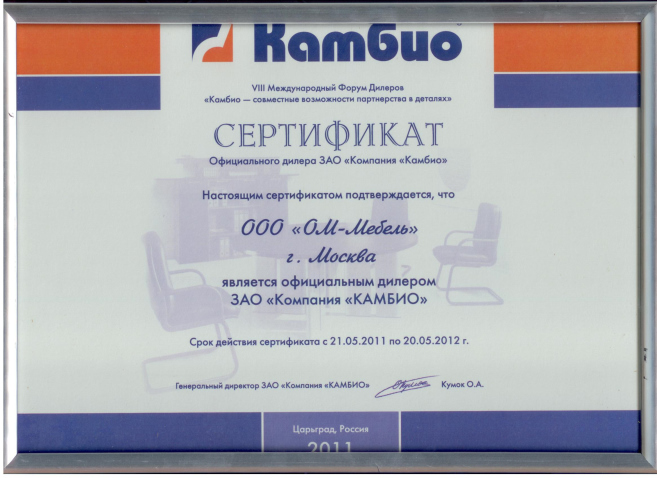 Камбио
VIII Международный Форум Дилеров
«Камбио — совместные возможности партнерства в деталях»
СЕРТИФИКАТ
Официального дилера ЗАО «Компания «Камбио»
Настоящим сертификатом подтверждается, что
ООО «ОМ-Мебель»
г. Москва
является официальным дилером
ЗАО «Компания «КАМБИО»
Срок действия сертификата с 21.05.2011 по 20.05.2012 г.
Генеральный директор ЗАО «Компания «КАМБИО» Кумок О.А.
Царьград, Россия
2011